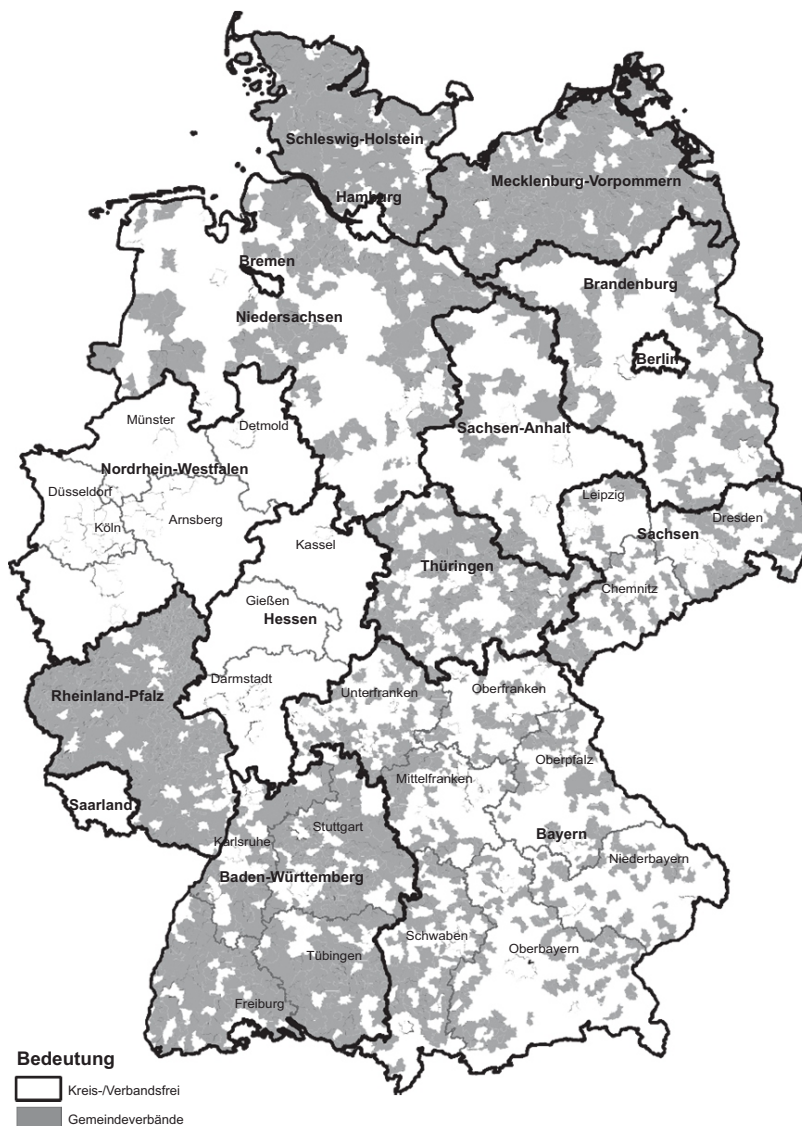 Schleswig-Holstein
Mecklenburg-Vorpommern
Hamburg
Bremen
Brandenburg
Niedersachsen
Berlin
Münster
Detmold
Sachsen-Anhalt
Nordrhein-Westfalen
Düsseldorf
Leipzig
Arnsberg
Dresden
Köln
Sachsen
Kassel
Thüringen
Chemnitz
Gießen
Hessen
Darmstadt
Rheinland-Pfalz
Unterfranken
Oberfranken
Oberpfalz
Mittelfranken
Saarland
Stuttgart
Bayern
Karlsruhe
Niederbayern
Baden-Württemberg
Schwaben
Oberbayern
Tübingen
Freiburg
Bedeutung
Kreis-/Verbandsfrei
Gemeindeverbände